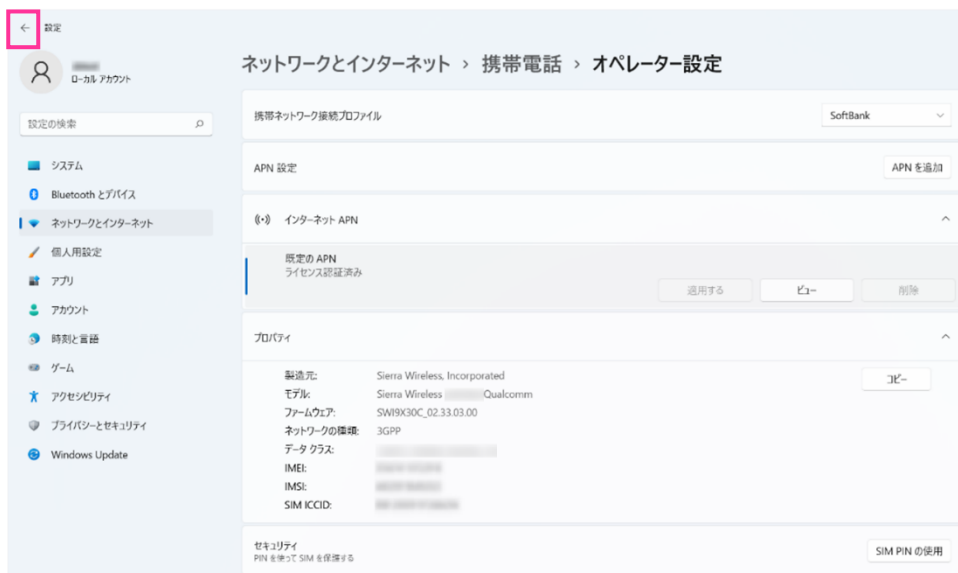 設定
ローカル アカウント
設定の検索
システム
Bluetooth とデバイス
ネットワークとインターネット
個人用設定
アプリ
アカウント
時刻と言語
ゲーム
アクセシビリティ
プライバシーとセキュリティ
Windows Update
ネットワークとインターネット › 携帯電話 › オペレーター設定
携帯ネットワーク接続プロファイル
SoftBank
APN 設定
APN を追加
インターネット APN
既定の APN
ライセンス認証済み
適用する
ビュー
削除
プロパティ
製造元: Sierra Wireless, Incorporated
コピー
モデル: Sierra Wireless Qualcomm
ファームウェア: SWI9X30C_02.33.03.00
ネットワークの種類: 3GPP
データ クラス:
IMEI:
IMSI:
SIM ICCID:
セキュリティ
PIN を使って SIM を保護する
SIM PIN の使用